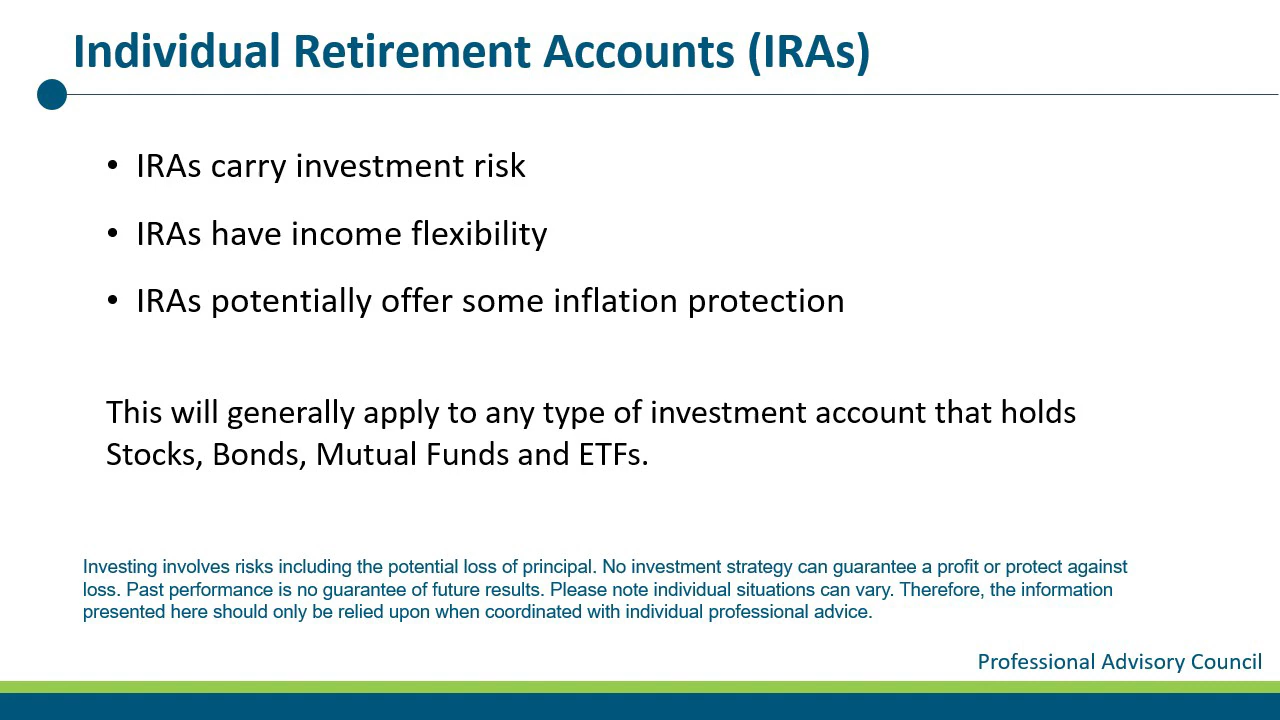 Individual Retirement Accounts (IRAs)
• IRAs carry investment risk
• IRAs have income flexibility
• IRAs potentially offer some inflation protection
This will generally apply to any type of investment account that holds
Stocks, Bonds, Mutual Funds and ETFs.
Investing involves risks including the potential loss of principal. No investment strategy can guarantee a profit or protect against
loss. Past performance is no guarantee of future results. Please note individual situations can vary. Therefore, the information
presented here should only be relied upon when coordinated with individual professional advice.
Professional Advisory Council